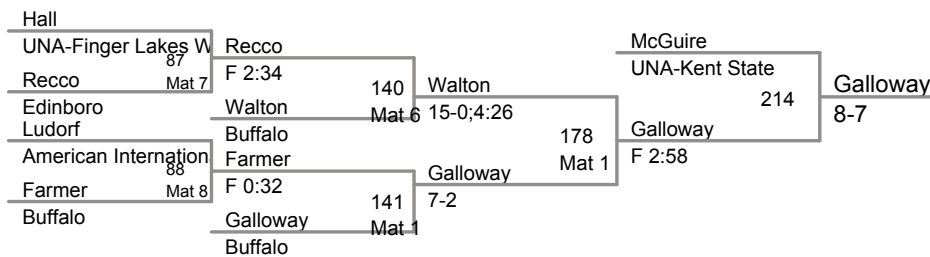 Hall
UNA-Finger Lakes W
87
Mat 7
Recco
Edinboro
Ludorf
American Internation
88
Mat 8
Farmer
Buffalo
Recco
F 2:34
140
Mat 6
Walton
Buffalo
Farmer
F 0:32
141
Mat 1
Galloway
Buffalo
Walton
15-0;4:26
178
Mat 1
Galloway
7-2
McGuire
UNA-Kent State
214
Galloway
F 2:58
Galloway
8-7